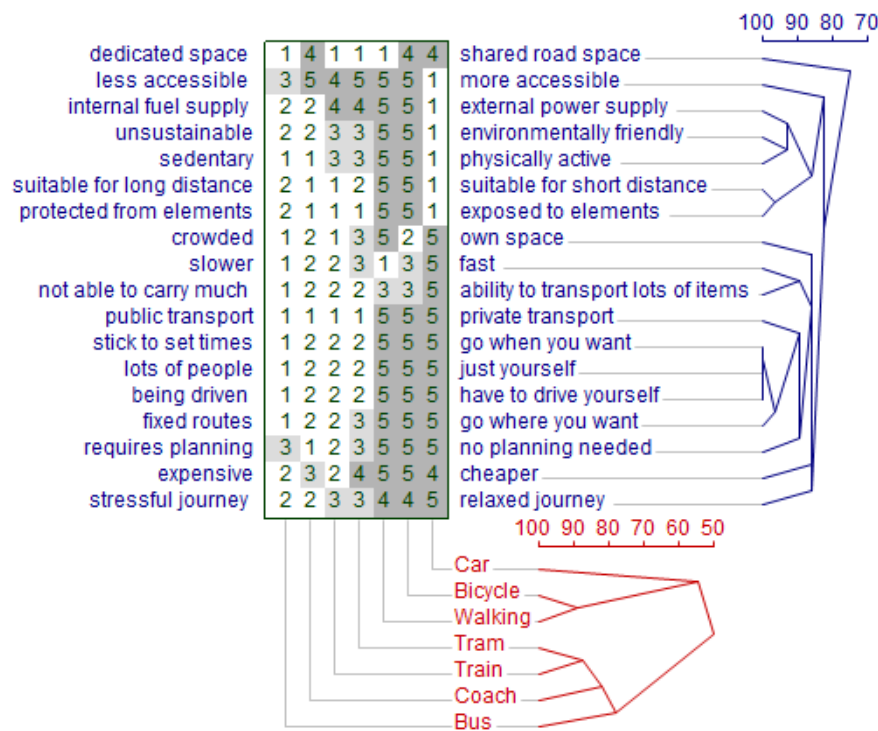 100 90 80 70
dedicated space 1 4 1 1 1 4 4 shared road space
less accessible 3 5 4 5 5 5 1 more accessible
internal fuel supply 2 2 4 4 5 5 1 external power supply
unsustainable 2 2 3 3 5 5 1 environmentally friendly
sedentary 1 1 3 3 5 5 1 physically active
suitable for long distance 2 1 1 2 5 5 1 suitable for short distance
protected from elements 2 1 1 1 5 5 1 exposed to elements
crowded 1 2 1 3 5 2 5 own space
slower 1 2 2 3 1 3 5 fast
not able to carry much 1 2 2 2 3 3 5 ability to transport lots of items
public transport 1 1 1 1 5 5 5 private transport
stick to set times 1 2 2 2 5 5 5 go when you want
lots of people 1 2 2 2 5 5 5 just yourself
being driven 1 2 2 2 5 5 5 have to drive yourself
fixed routes 1 2 2 3 5 5 5 go where you want
requires planning 3 1 2 3 5 5 5 no planning needed
expensive 2 3 2 4 5 5 4 cheaper
stressful journey 2 2 3 3 4 4 5 relaxed journey
100 90 80 70 60 50
Car
Bicycle
Walking
Tram
Train
Coach
Bus